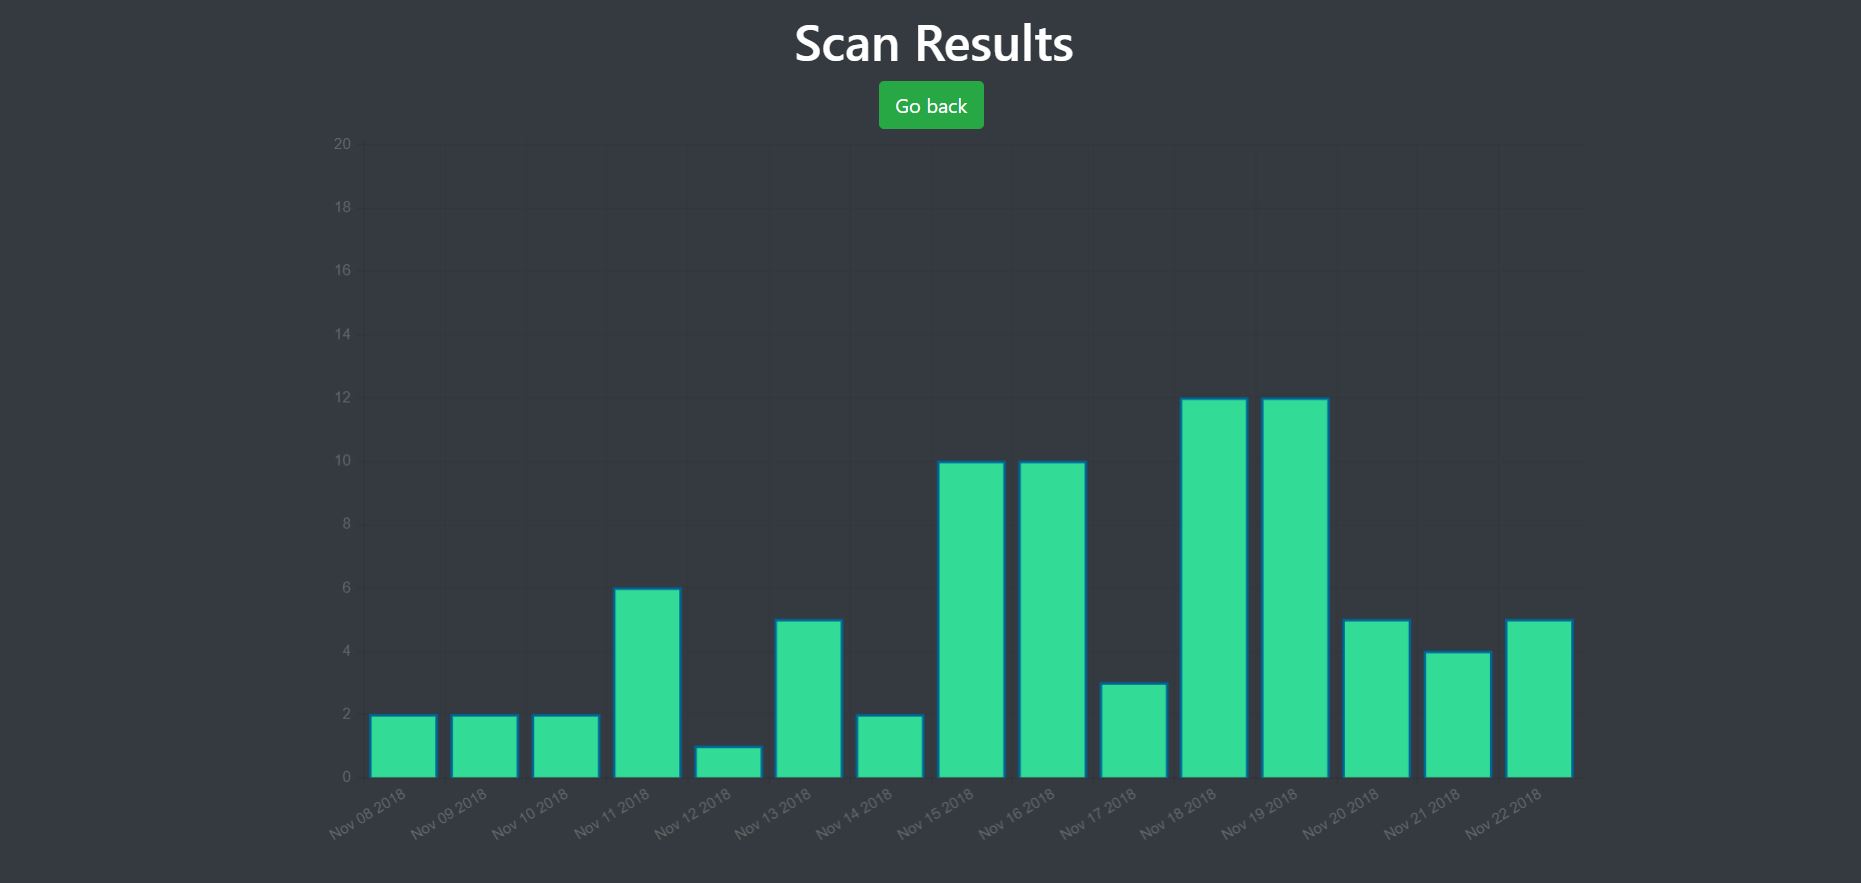 Scan Results
Go back
20
18
16
14
12
10
8
6
4
2
0
Nov 08 2018
Nov 09 2018
Nov 10 2018
Nov 11 2018
Nov 12 2018
Nov 13 2018
Nov 14 2018
Nov 15 2018
Nov 16 2018
Nov 17 2018
Nov 18 2018
Nov 19 2018
Nov 20 2018
Nov 21 2018
Nov 22 2018